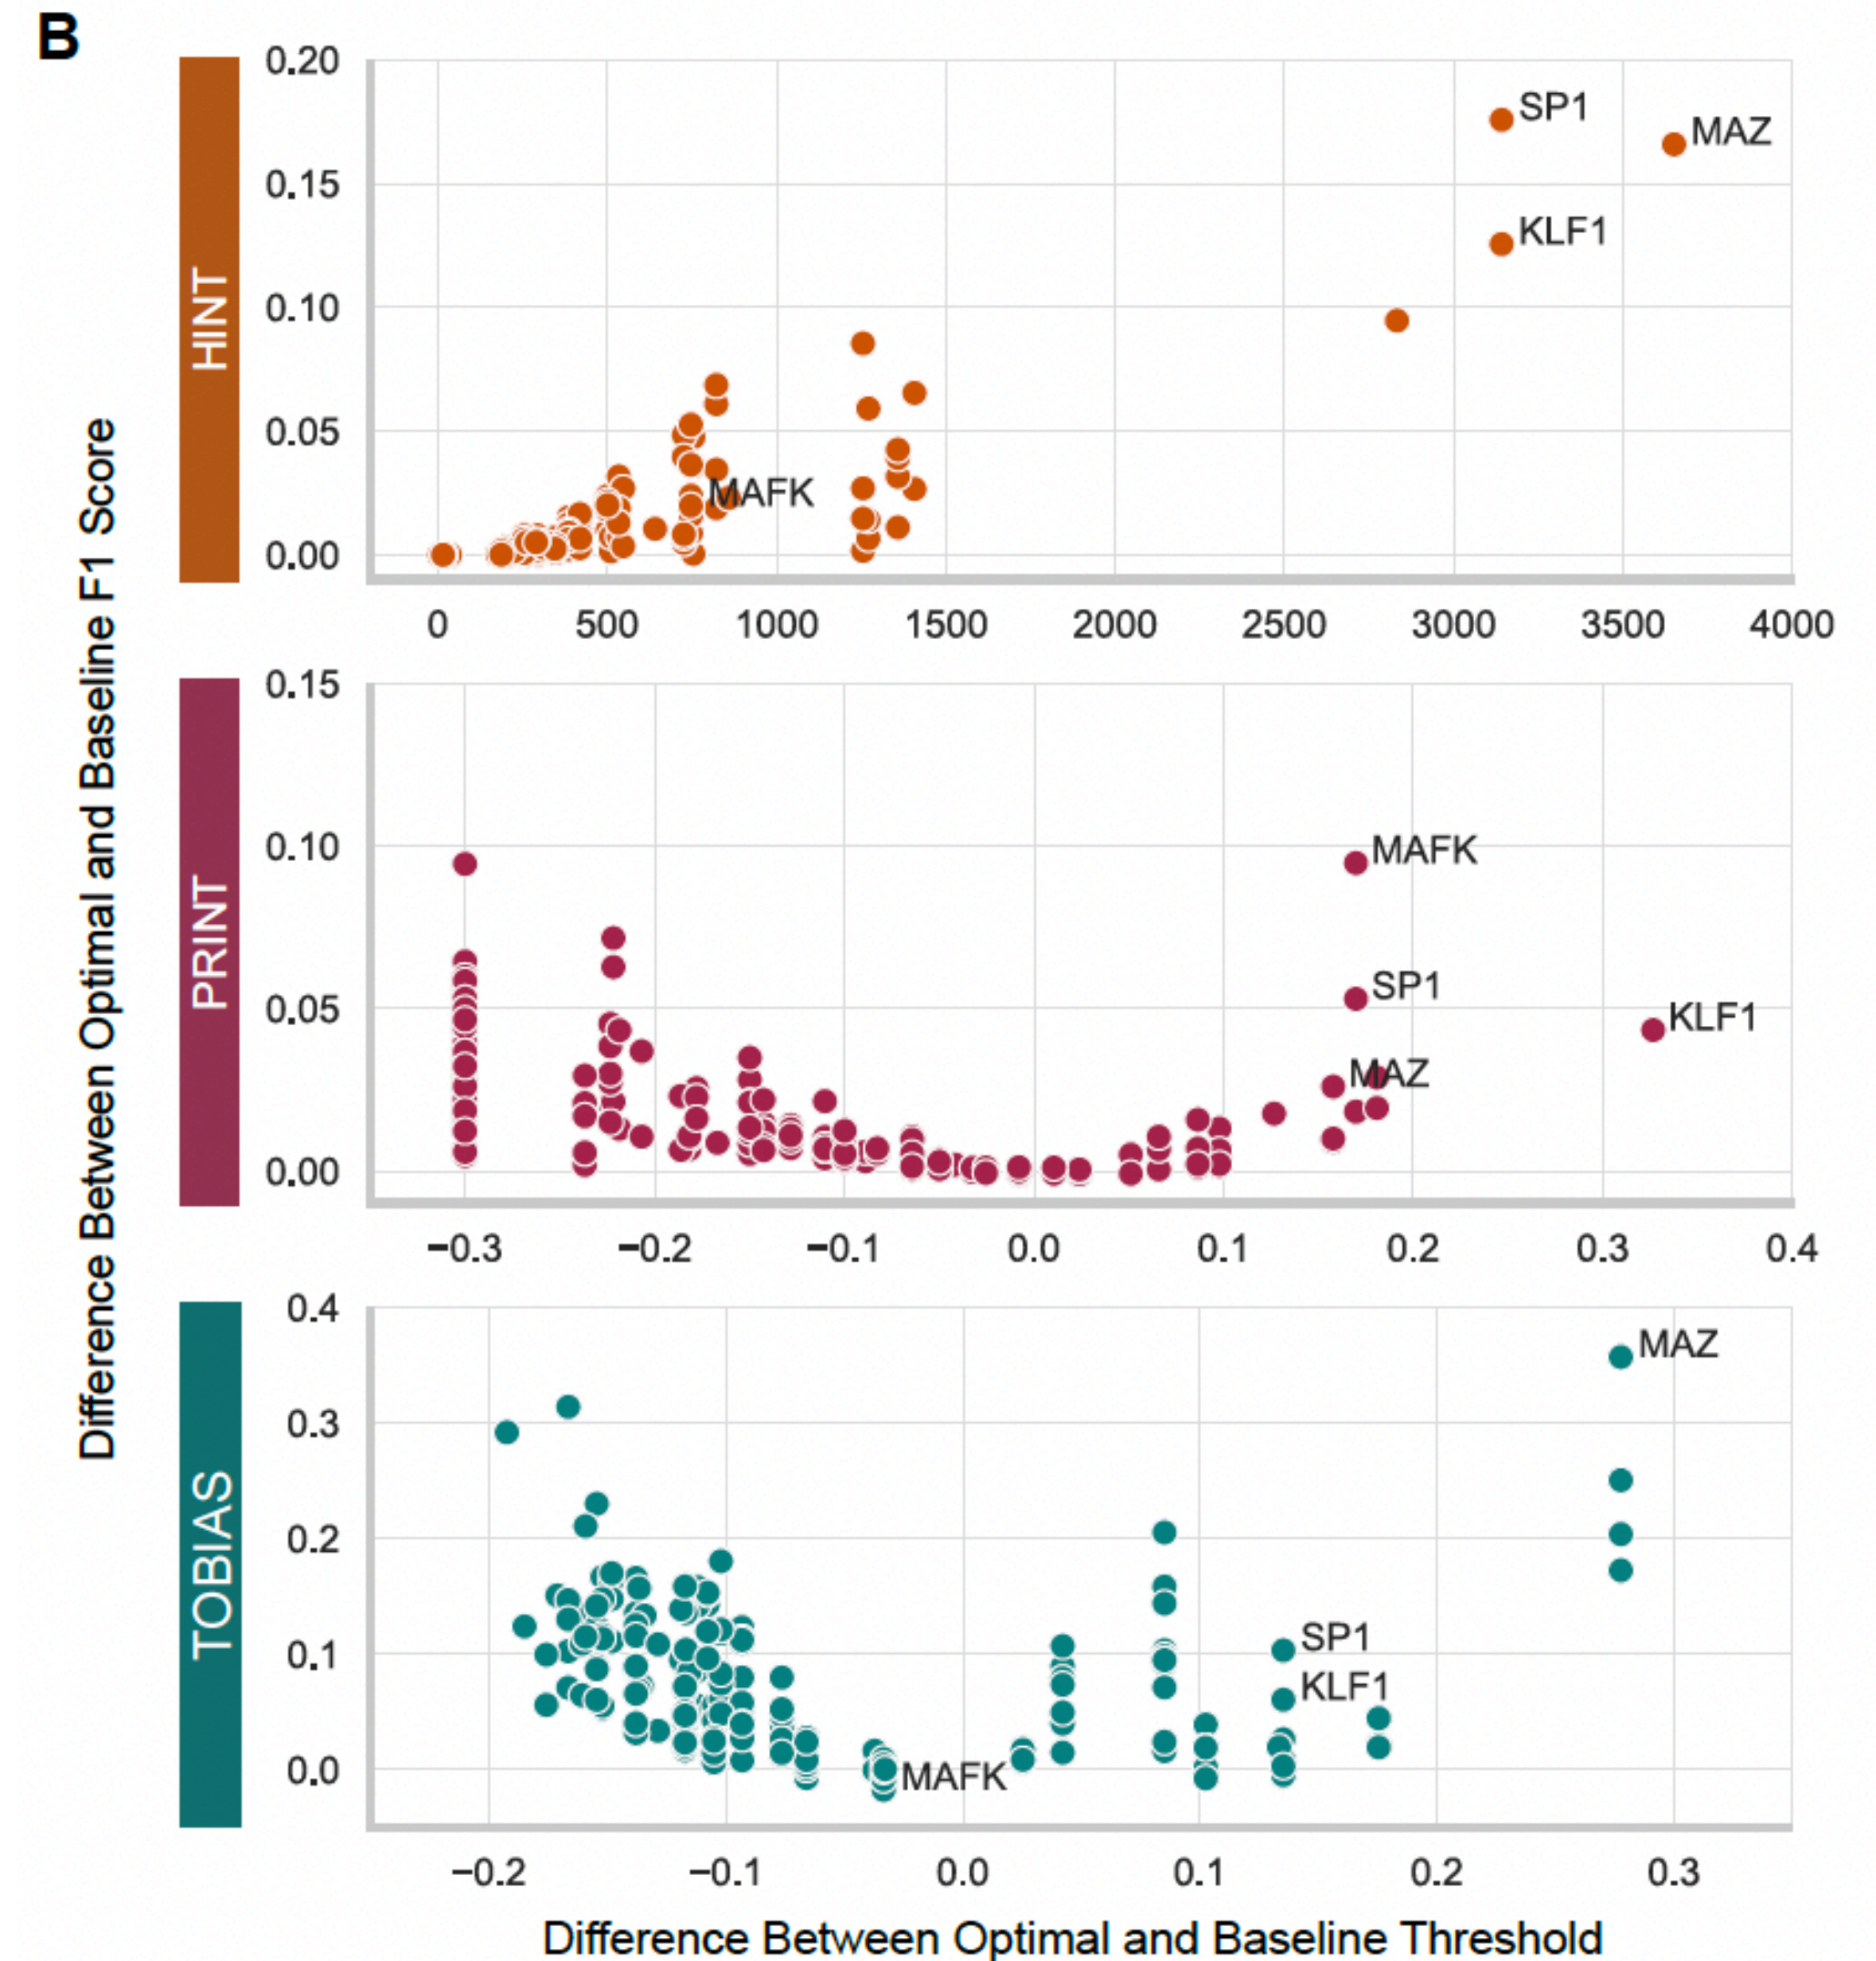 B
Difference Between Optimal and Baseline F1 Score
HINT
0.20
0.15
0.10
0.05
0.00
SP1
MAZ
KLF1
MAFK
0 500 1000 1500 2000 2500 3000 3500 4000
PRINT
0.15
0.10
0.05
0.00
MAFK
SP1
KLF1
MAZ
−0.3 −0.2 −0.1 0.0 0.1 0.2 0.3 0.4
TOBIAS
0.4
0.3
0.2
0.1
0.0
MAZ
SP1
KLF1
MAFK
−0.2 −0.1 0.0 0.1 0.2 0.3
Difference Between Optimal and Baseline Threshold